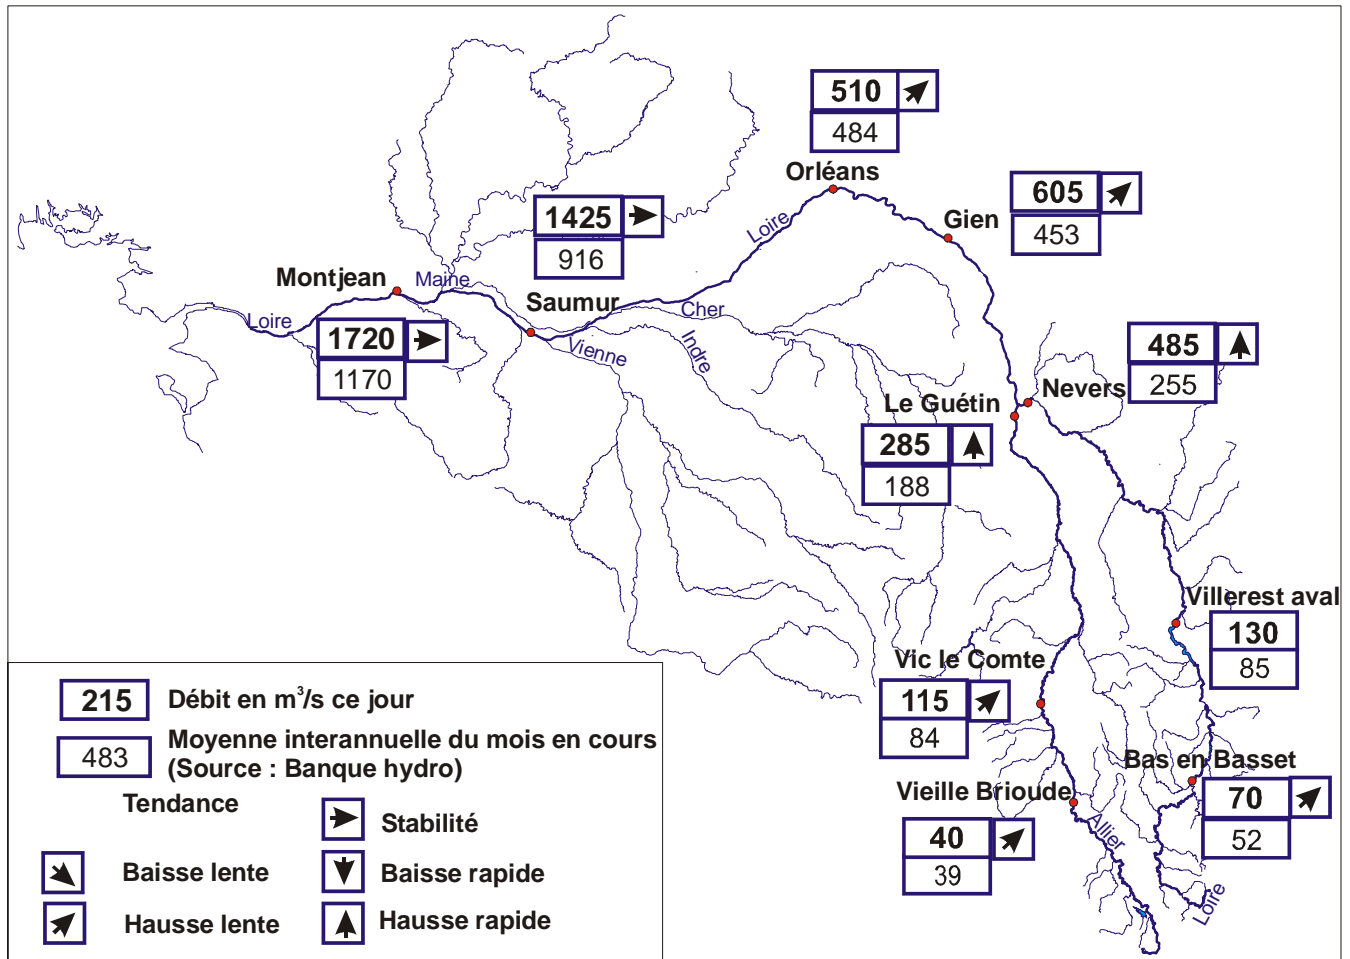 510
484
Orléans
605
453
Gien
1425
916
Loire
Montjean
Maine
Saumur
Cher
Loire
1720
1170
Vienne
Indre
485
255
Nevers
Le Guétin
285
188
Villerest aval
130
85
Vic le Comte
115
84
Bas en Basset
70
52
Vieille Brioude
40
39
Allier
Loire
215 Débit en m³/s ce jour
483 Moyenne interannuelle du mois en cours
(Source : Banque hydro)
Tendance
Stabilité
Baisse lente
Baisse rapide
Hausse lente
Hausse rapide